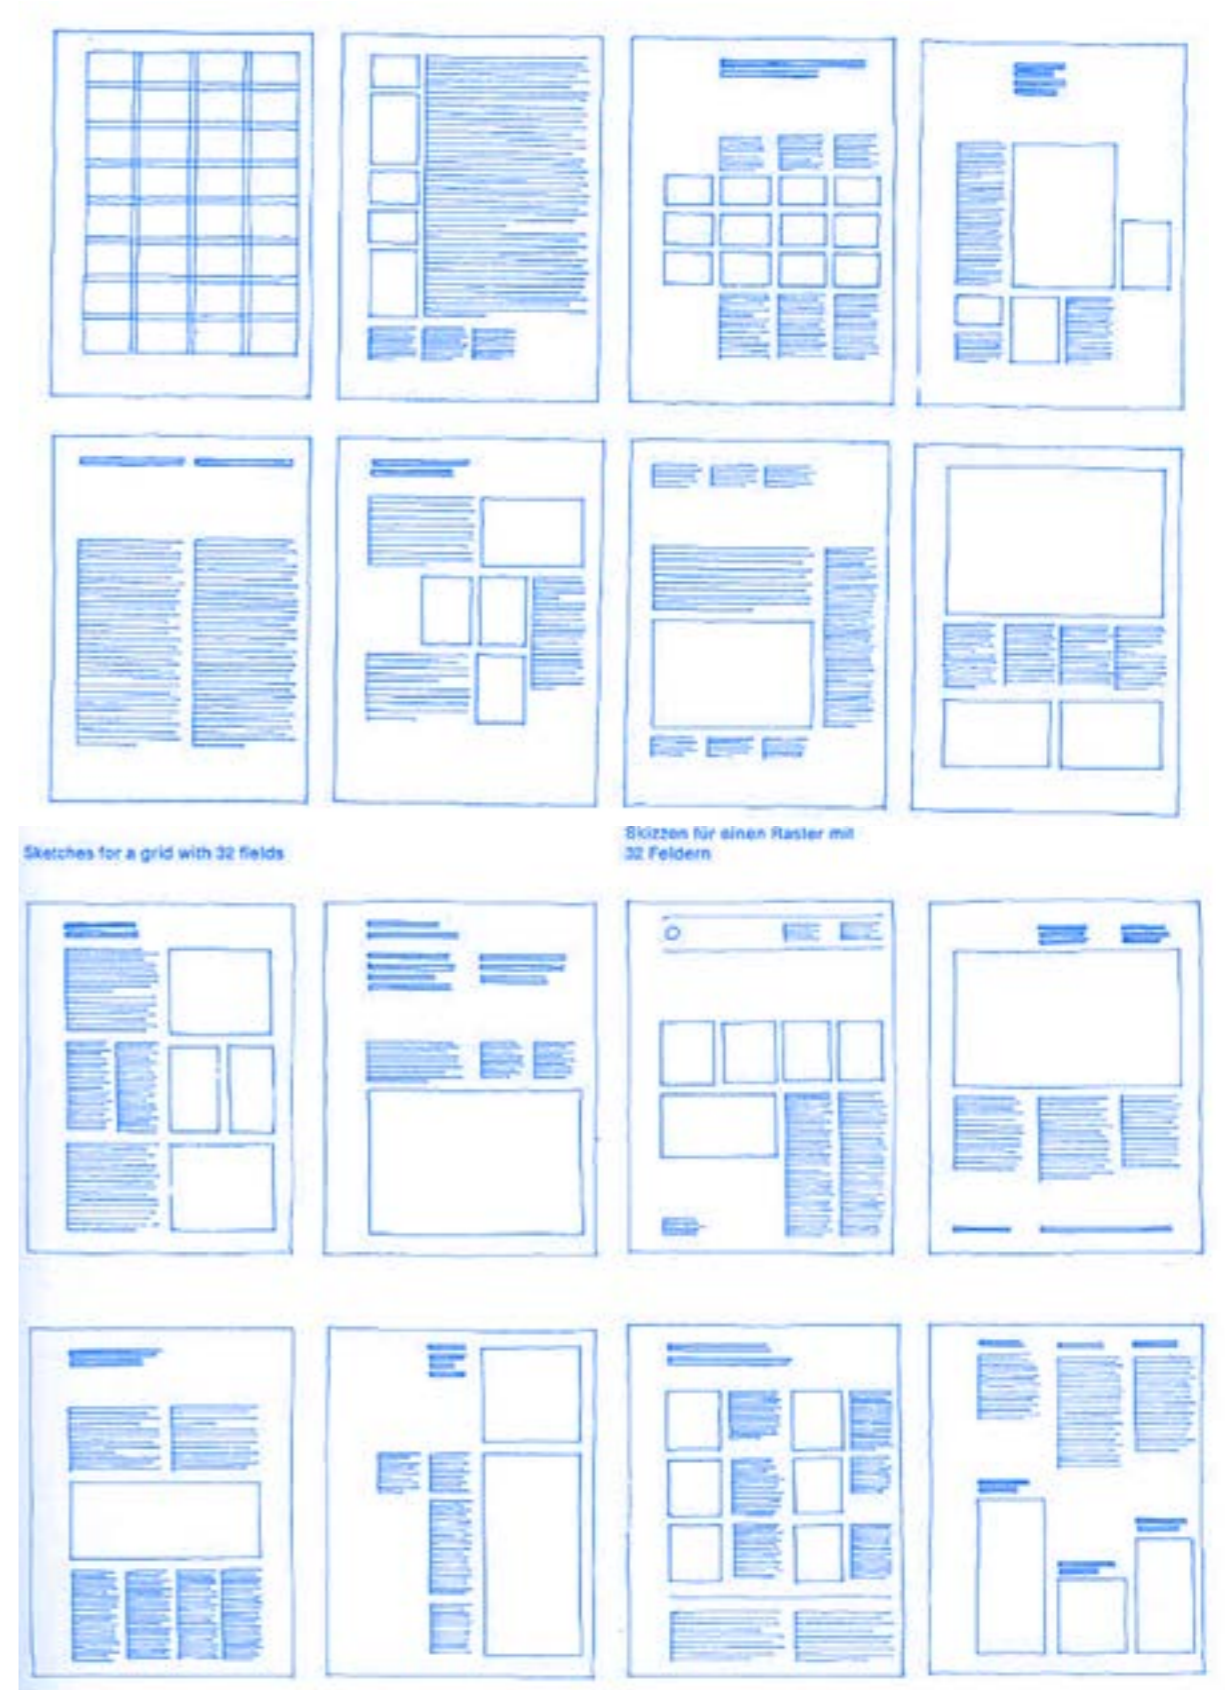 Sketches for a grid with 32 fields
Skizzen für einen Raster mit
32 Feldern